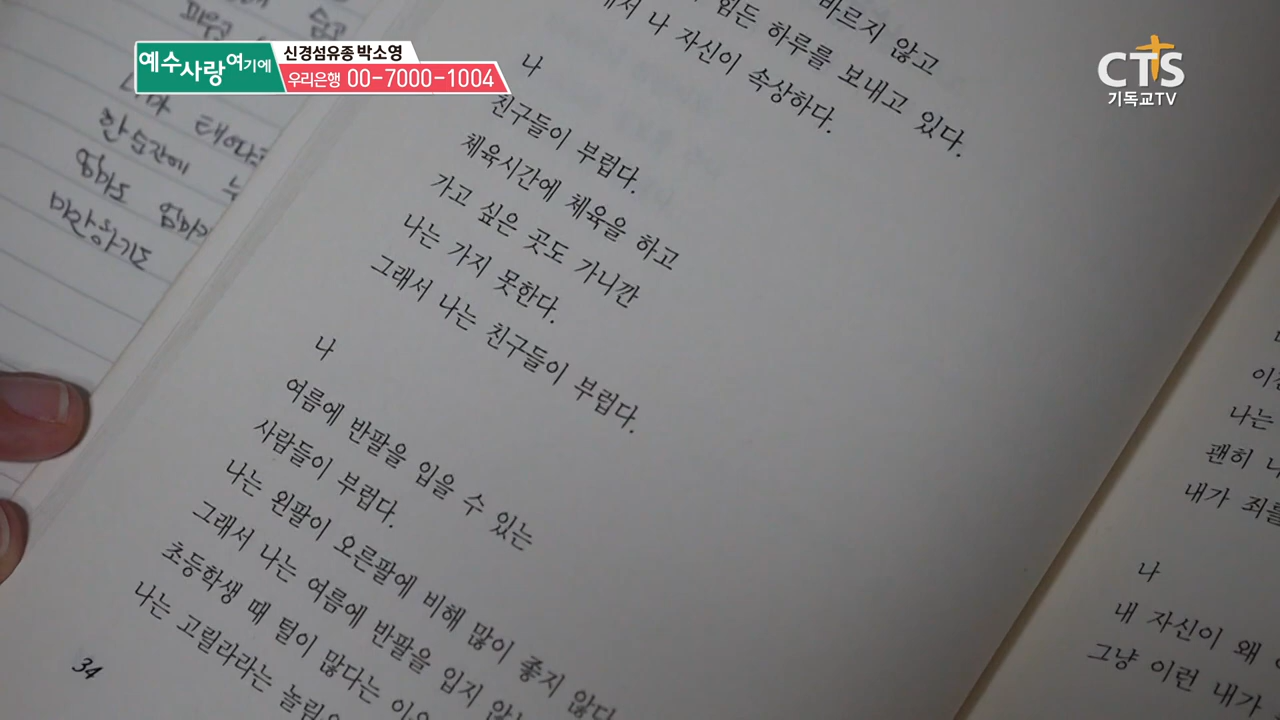 예수사랑여기에
신경섬유종 박소영
우리은행 00-7000-1004
CTS
기독교TV
태어나
한순간에
엄마도 엄마가
미안하기도
바르지 않고
힘든 하루를 보내고 있다.
나 자신이 속상하다.
나
친구들이 부럽다.
체육시간에 체육을 하고
가고 싶은 곳도 가니깐
나는 가지 못한다.
그래서 나는 친구들이 부럽다.
나
여름에 반팔을 입을 수 있는
사람들이 부럽다.
나는 왼팔이 오른팔에 비해 많이 좋지 않다.
그래서 나는 여름에 반팔을 입지
초등학생 때 털이 많다는
나는 고릴라라는
34
나는
괜히
내가
나
내 자신이 왜
그냥 이런 내가